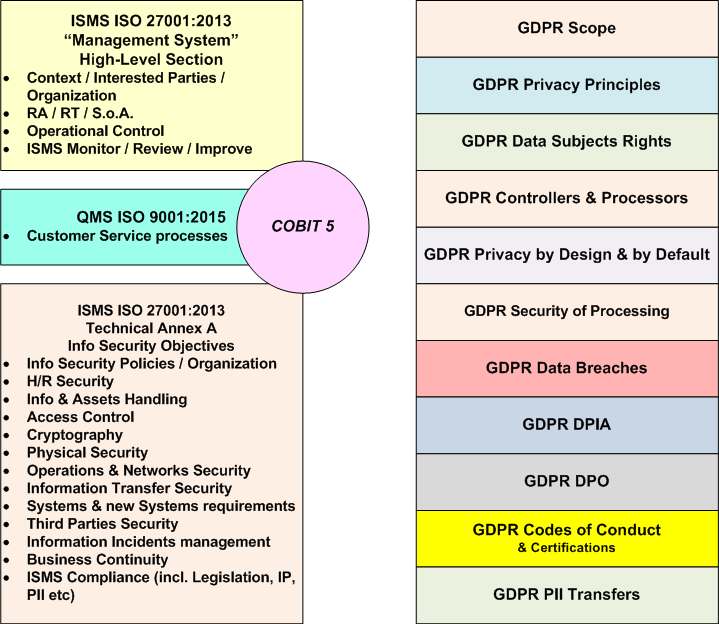 ISMS ISO 27001:2013
“Management System”
High-Level Section
• Context / Interested Parties /
Organization
• RA / RT / S.o.A.
• Operational Control
• ISMS Monitor / Review / Improve
QMS ISO 9001:2015
• Customer Service processes
COBIT 5
ISMS ISO 27001:2013
Technical Annex A
Info Security Objectives
• Info Security Policies / Organization
• H/R Security
• Info & Assets Handling
• Access Control
• Cryptography
• Physical Security
• Operations & Networks Security
• Information Transfer Security
• Systems & new Systems requirements
• Third Parties Security
• Information Incidents management
• Business Continuity
• ISMS Compliance (incl. Legislation, IP,
PII etc)
GDPR Scope
GDPR Privacy Principles
GDPR Data Subjects Rights
GDPR Controllers & Processors
GDPR Privacy by Design & by Default
GDPR Security of Processing
GDPR Data Breaches
GDPR DPIA
GDPR DPO
GDPR Codes of Conduct
& Certifications
GDPR PII Transfers